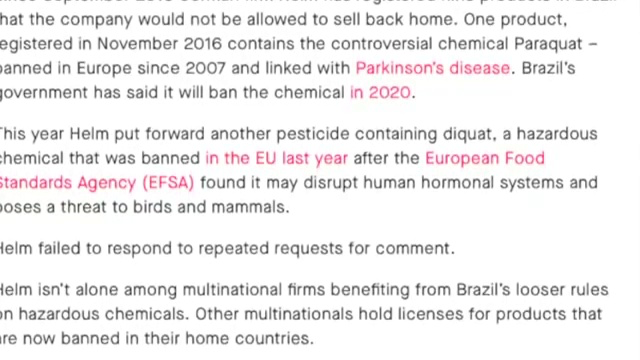 that the company would not be allowed to sell back home. One product,
registered in November 2016 contains the controversial chemical Paraquat –
banned in Europe since 2007 and linked with Parkinson's disease. Brazil's
government has said it will ban the chemical in 2020.
This year Helm put forward another pesticide containing diquat, a hazardous
chemical that was banned in the EU last year after the European Food
Standards Agency (EFSA) found it may disrupt human hormonal systems and
poses a threat to birds and mammals.
Helm failed to respond to repeated requests for comment.
Helm isn't alone among multinational firms benefiting from Brazil's looser rules
on hazardous chemicals. Other multinationals hold licenses for products that
are now banned in their home countries.